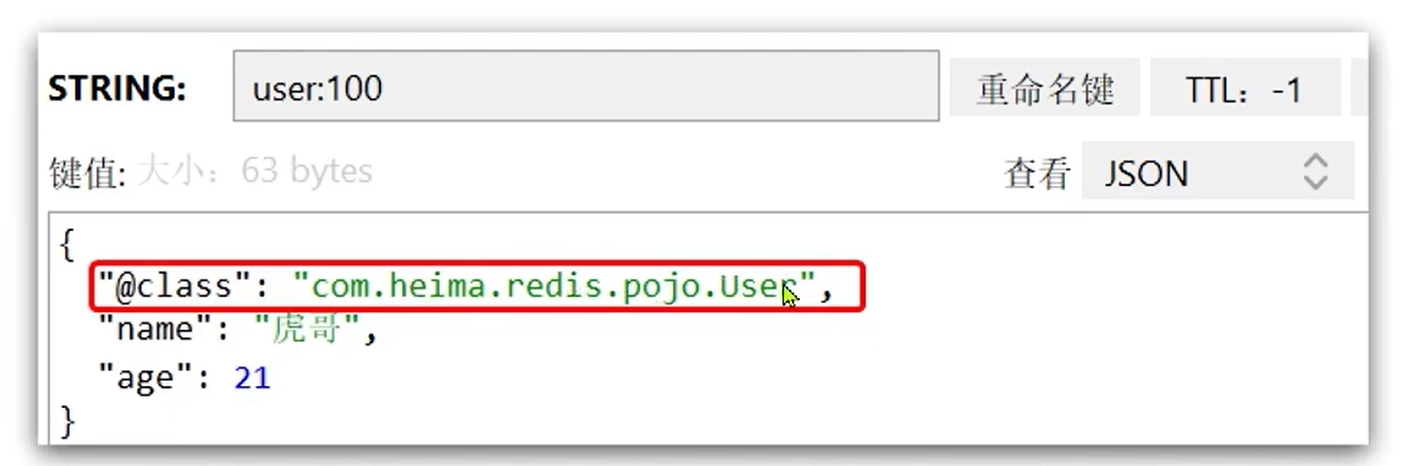 STRING: user:100 重命名键 TTL：-1
键值: 大小：63 bytes 查看 JSON
{
"@class": "com.heima.redis.pojo.User",
"name": "虎哥",
"age": 21
}